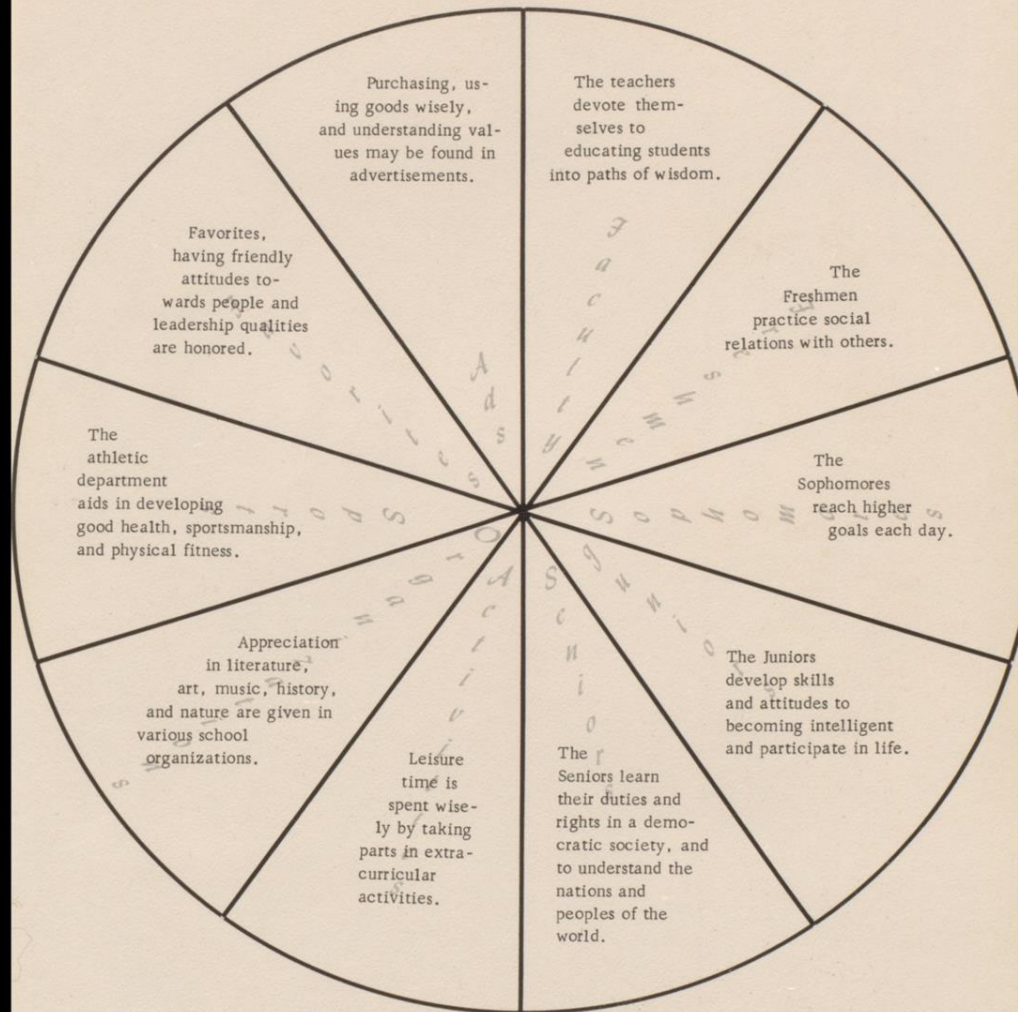 The teachers
devote them-
selves to
educating students
into paths of wisdom.
Faculty
The
Freshmen
practice social
relations with others.
Freshmen
The
Sophomores
reach higher
goals each day.
Sophomores
The Juniors
develop skills
and attitudes to
becoming intelligent
and participate in life.
Juniors
The
Seniors learn
their duties and
rights in a demo-
cratic society, and
to understand the
nations and
peoples of the
world.
Seniors
Leisure
time is
spent wise-
ly by taking
parts in extra-
curricular
activities.
Activities
Appreciation
in literature,
art, music, history,
and nature are given in
various school
organizations.
Organizations
The
athletic
department
aids in developing
good health, sportsmanship,
and physical fitness.
Sports
Favorites,
having friendly
attitudes to-
wards people and
leadership qualities
are honored.
Favorites
Purchasing, us-
ing goods wisely,
and understanding val-
ues may be found in
advertisements.
Ads